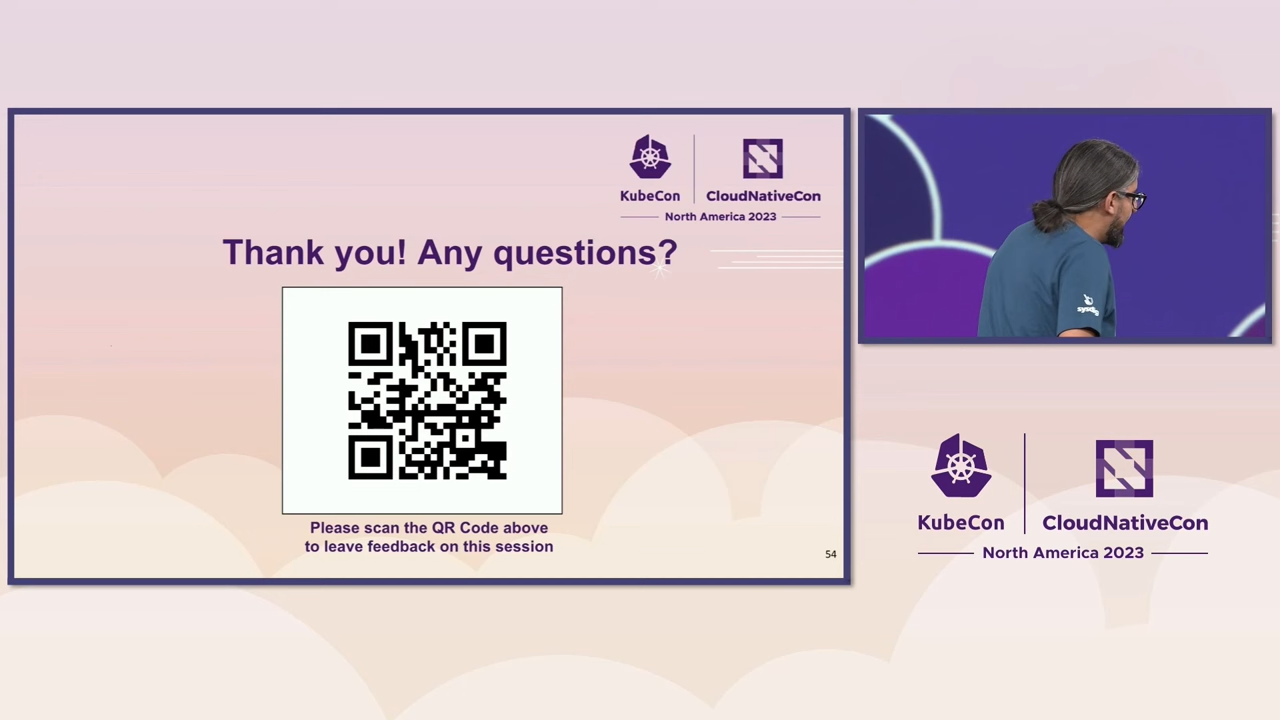 KubeCon
CloudNativeCon
North America 2023
Thank you! Any questions?
Please scan the QR Code above
to leave feedback on this session
54
sysdig
KubeCon
CloudNativeCon
North America 2023